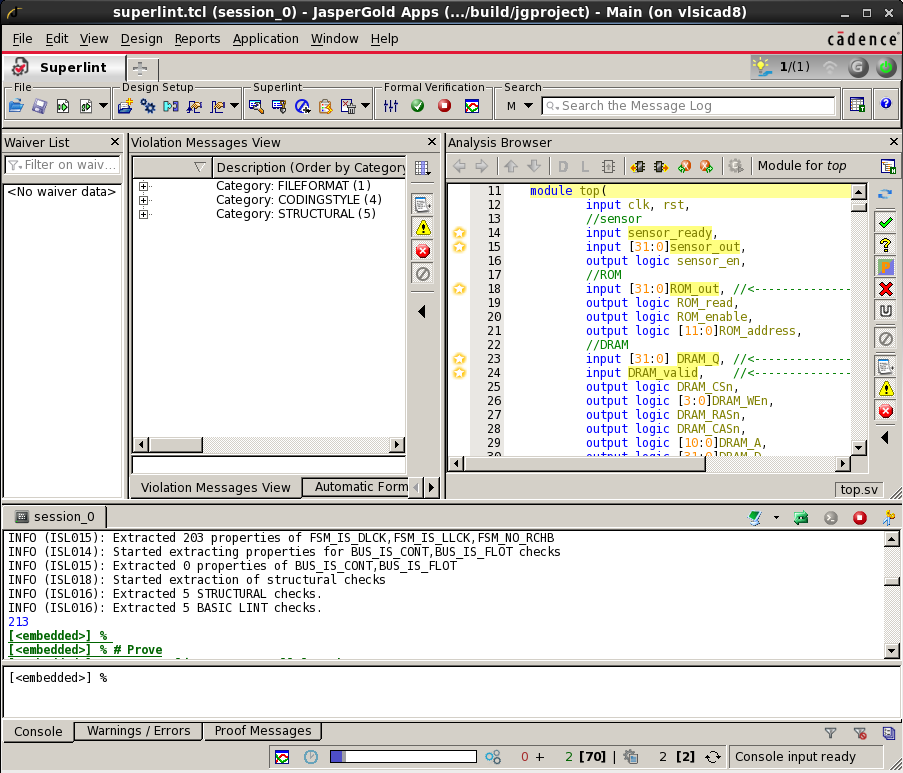 superlint.tcl (session_0) - JasperGold Apps (.../build/jgproject) - Main (on vlsicad8)
File Edit View Design Reports Application Window Help
cādence
Superlint
1/(1)
G
File
Design Setup
Superlint
Formal Verification
Search
M
Search the Message Log
Waiver List
Violation Messages View
Analysis Browser
Filter on waiv...
<No waiver data>
Description (Order by Category
Category: FILEFORMAT (1)
Category: CODINGSTYLE (4)
Category: STRUCTURAL (5)
D L
Module for top
11 module top(
12 input clk, rst,
13 //sensor
14 input sensor_ready,
15 input [31:0]sensor_out,
16 output logic sensor_en,
17 //ROM
18 input [31:0]ROM_out, //<--------------
19 output logic ROM_read,
20 output logic ROM_enable,
21 output logic [11:0]ROM_address,
22 //DRAM
23 input [31:0] DRAM_Q, //<--------------
24 input DRAM_valid, //<--------------
25 output logic DRAM_CSn,
26 output logic [3:0]DRAM_WEn,
27 output logic DRAM_RASn,
28 output logic DRAM_CASn,
29 output logic [10:0]DRAM_A,
30 output logic [31:0]DRAM_D
Violation Messages View
Automatic Form
top.sv
session_0
INFO (ISL015): Extracted 203 properties of FSM_IS_DLCK,FSM_IS_LLCK,FSM_NO_RCHB
INFO (ISL014): Started extracting properties for BUS_IS_CONT,BUS_IS_FLOT checks
INFO (ISL015): Extracted 0 properties of BUS_IS_CONT,BUS_IS_FLOT
INFO (ISL018): Started extraction of structural checks
INFO (ISL016): Extracted 5 STRUCTURAL checks.
INFO (ISL016): Extracted 5 BASIC LINT checks.
213
[<embedded>] %
[<embedded>] % # Prove
[<embedded>] %
Console
Warnings / Errors
Proof Messages
0 + 2 [70]
2 [2]
Console input ready